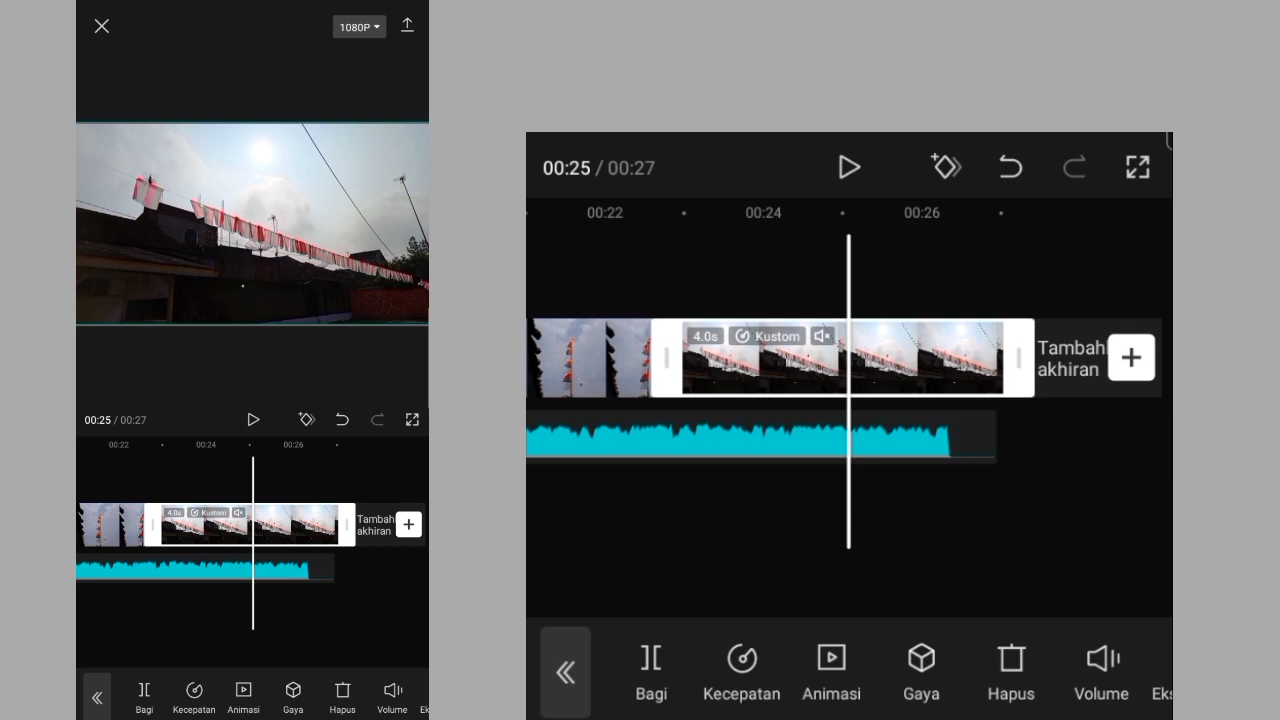 1080P
00:25 / 00:27
00:22
00:24
00:26
4.0s
Kustom
Tambah
akhiran
Bagi
Kecepatan
Animasi
Gaya
Hapus
Volume
Ek
00:25 / 00:27
00:22
00:24
00:26
4.0s
Kustom
Tambah
akhiran
Bagi
Kecepatan
Animasi
Gaya
Hapus
Volume
Eks